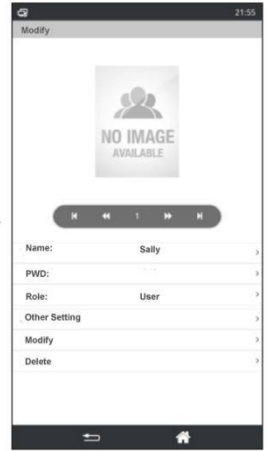 21:55
Modify
NO IMAGE
AVAILABLE
1
Name: Sally
PWD:
Role: User
Other Setting
Modify
Delete